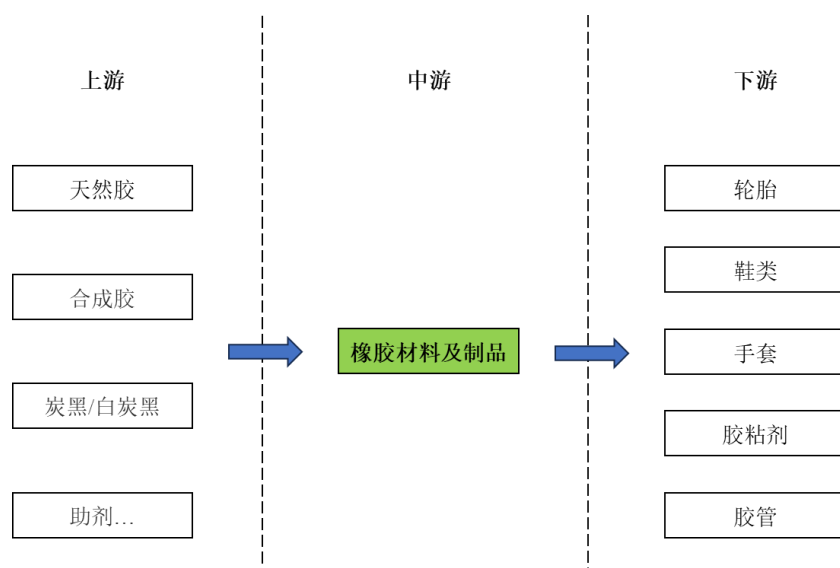 上游
中游
下游
天然胶
合成胶
炭黑/白炭黑
助剂…
橡胶材料及制品
轮胎
鞋类
手套
胶粘剂
胶管